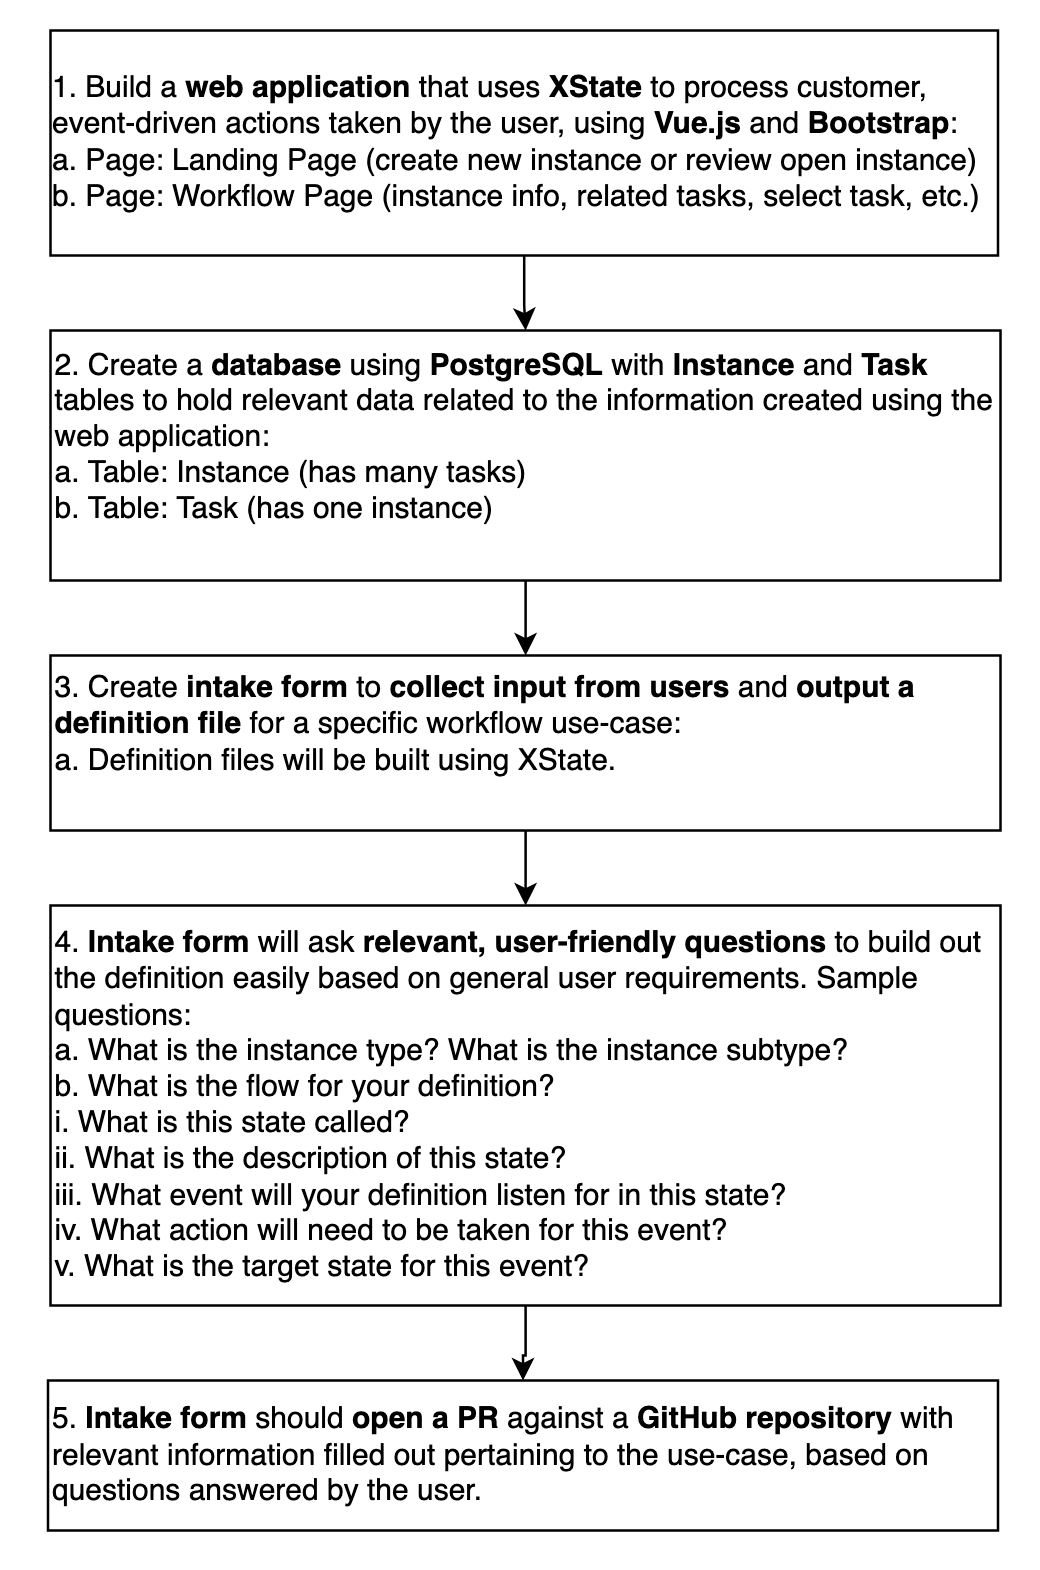 1. Build a web application that uses XState to process customer,
event-driven actions taken by the user, using Vue.js and Bootstrap:
a. Page: Landing Page (create new instance or review open instance)
b. Page: Workflow Page (instance info, related tasks, select task, etc.)
2. Create a database using PostgreSQL with Instance and Task
tables to hold relevant data related to the information created using the
web application:
a. Table: Instance (has many tasks)
b. Table: Task (has one instance)
3. Create intake form to collect input from users and output a
definition file for a specific workflow use-case:
a. Definition files will be built using XState.
4. Intake form will ask relevant, user-friendly questions to build out
the definition easily based on general user requirements. Sample
questions:
a. What is the instance type? What is the instance subtype?
b. What is the flow for your definition?
i. What is this state called?
ii. What is the description of this state?
iii. What event will your definition listen for in this state?
iv. What action will need to be taken for this event?
v. What is the target state for this event?
5. Intake form should open a PR against a GitHub repository with
relevant information filled out pertaining to the use-case, based on
questions answered by the user.